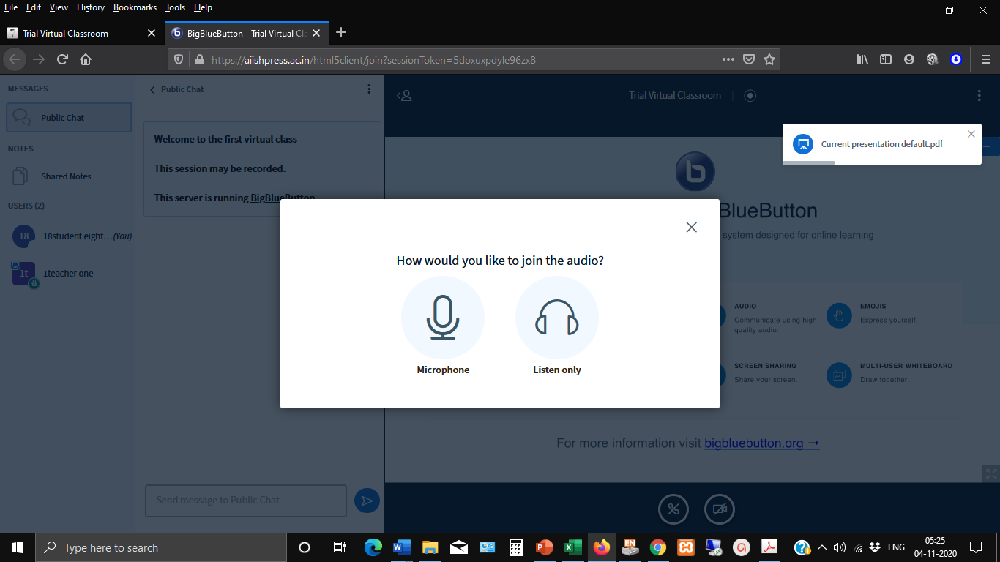 File Edit View History Bookmarks Tools Help
Trial Virtual Classroom
BigBlueButton - Trial Virtual Cla
https://aiishpress.ac.in/html5client/join?sessionToken=5doxuxpdyle96zx8
MESSAGES
Public Chat
NOTES
Shared Notes
USERS (2)
18 18student eight...(You)
1t 1teacher one
Public Chat
Welcome to the first virtual class
This session may be recorded.
This server is running BigBlueButton
Send message to Public Chat
Trial Virtual Classroom
Current presentation default.pdf
b
BlueButton
system designed for online learning
How would you like to join the audio?
Microphone
Listen only
AUDIO
Communicate using high
quality audio.
EMOJIS
Express yourself.
SCREEN SHARING
Share your screen.
MULTI-USER WHITEBOARD
Draw together.
For more information visit bigbluebutton.org →
Type here to search
ENG
05:25
04-11-2020